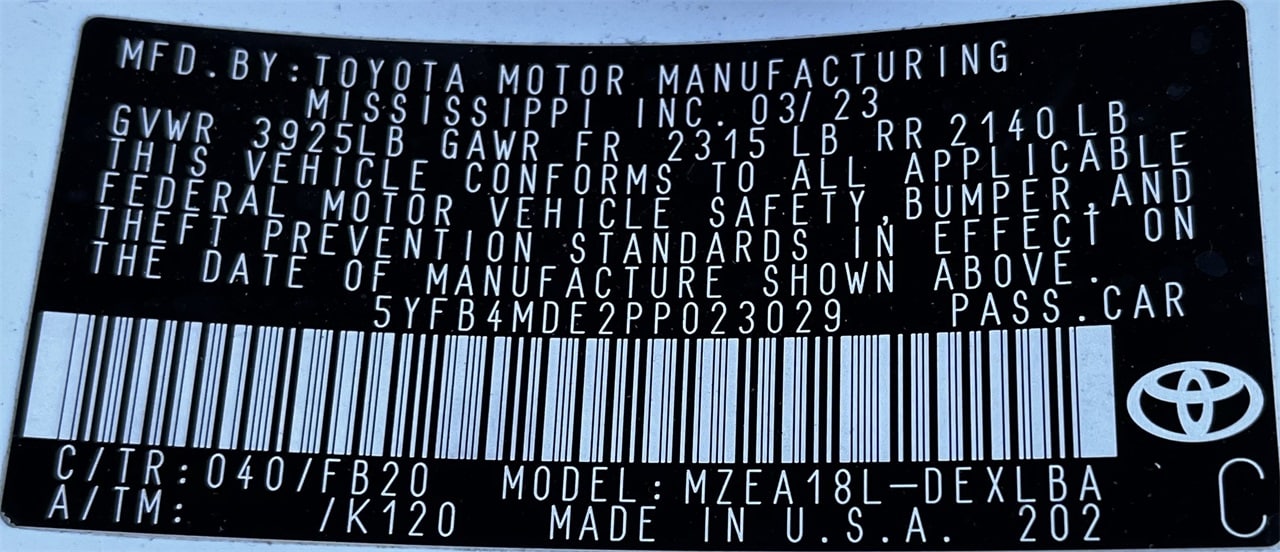 MFD.BY:TOYOTA MOTOR MANUFACTURING
MISSISSIPPI INC. 03/23
GVWR 3925LB GAWR FR 2315 LB RR 2140 LB
THIS VEHICLE CONFORMS TO ALL APPLICABLE
FEDERAL MOTOR VEHICLE SAFETY,BUMPER,AND
THEFT PREVENTION STANDARDS IN EFFECT ON
THE DATE OF MANUFACTURE SHOWN ABOVE.
5YFB4MDE2PP023029 PASS.CAR
C/TR:040/FB20 MODEL:MZEA18L-DEXLBA
A/TM: /K120 MADE IN U.S.A. 202
C